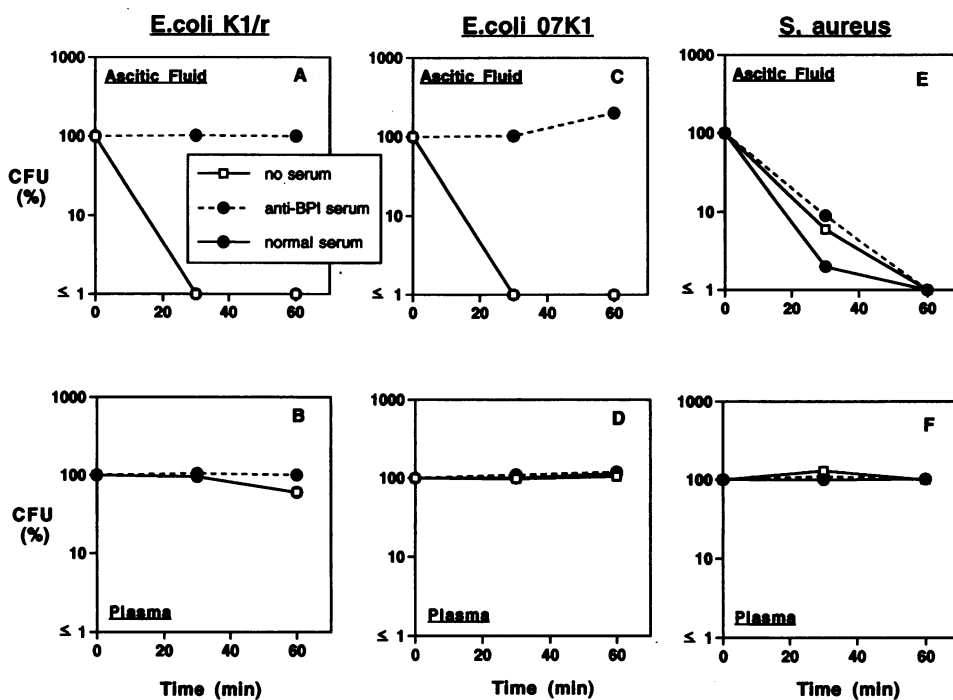 E.coli K1/r
E.coli 07K1
S. aureus
1000
100
10
≤ 1
CFU
(%)
Ascitic Fluid
A
0
20
40
60
no serum
anti-BPI serum
normal serum
1000
100
10
≤ 1
Ascitic Fluid
C
0
20
40
60
1000
100
10
≤ 1
Ascitic Fluid
E
0
20
40
60
1000
100
10
≤ 1
CFU
(%)
B
Plasma
0
20
40
60
Time (min)
1000
100
10
≤ 1
D
Plasma
0
20
40
60
Time (min)
1000
100
10
≤ 1
F
Plasma
0
20
40
60
Time (min)